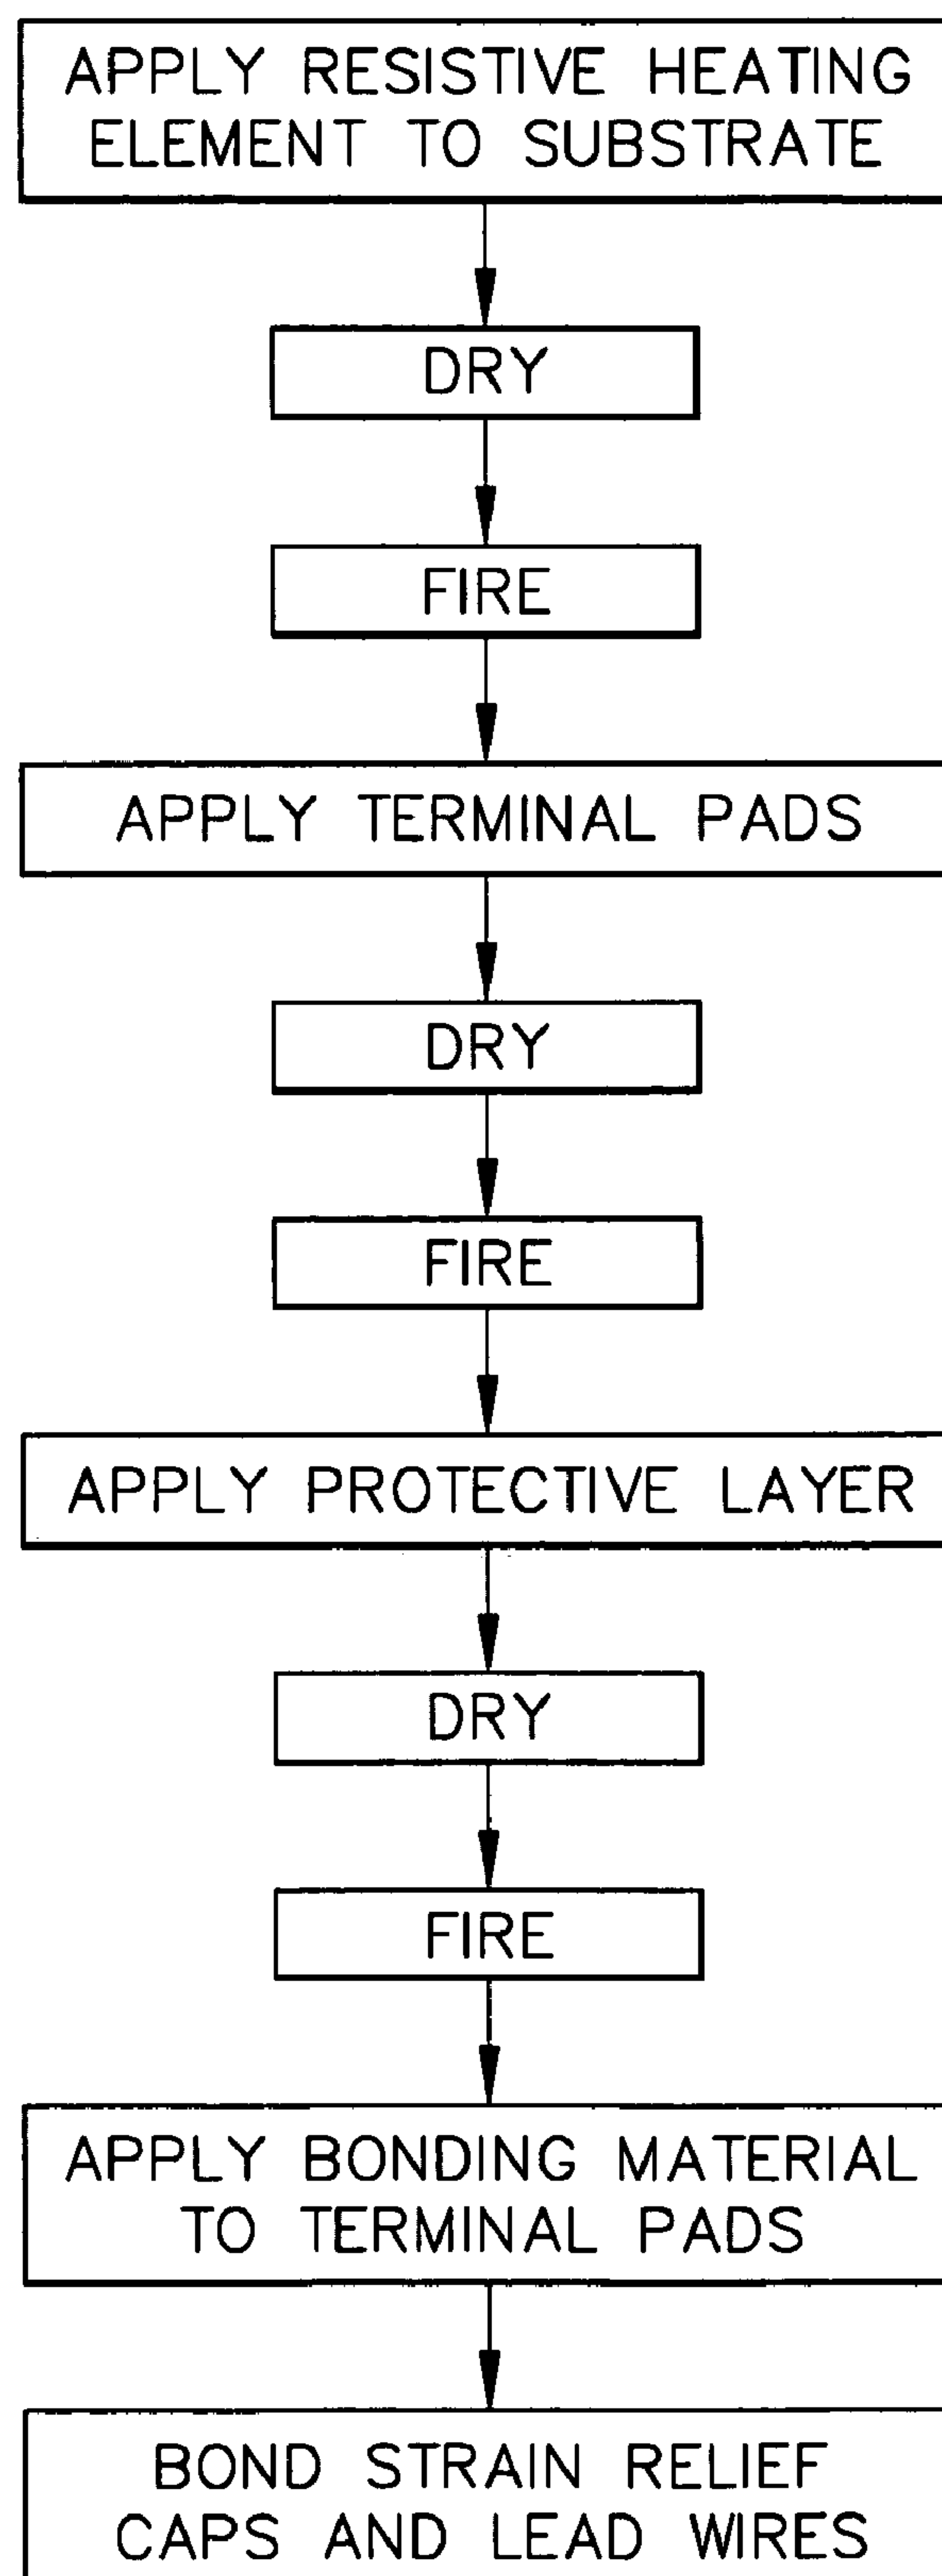 APPLY RESISTIVE HEATING
ELEMENT TO SUBSTRATE
DRY
FIRE
APPLY TERMINAL PADS
DRY
FIRE
APPLY PROTECTIVE LAYER
DRY
FIRE
APPLY BONDING MATERIAL
TO TERMINAL PADS
BOND STRAIN RELIEF
CAPS AND LEAD WIRES